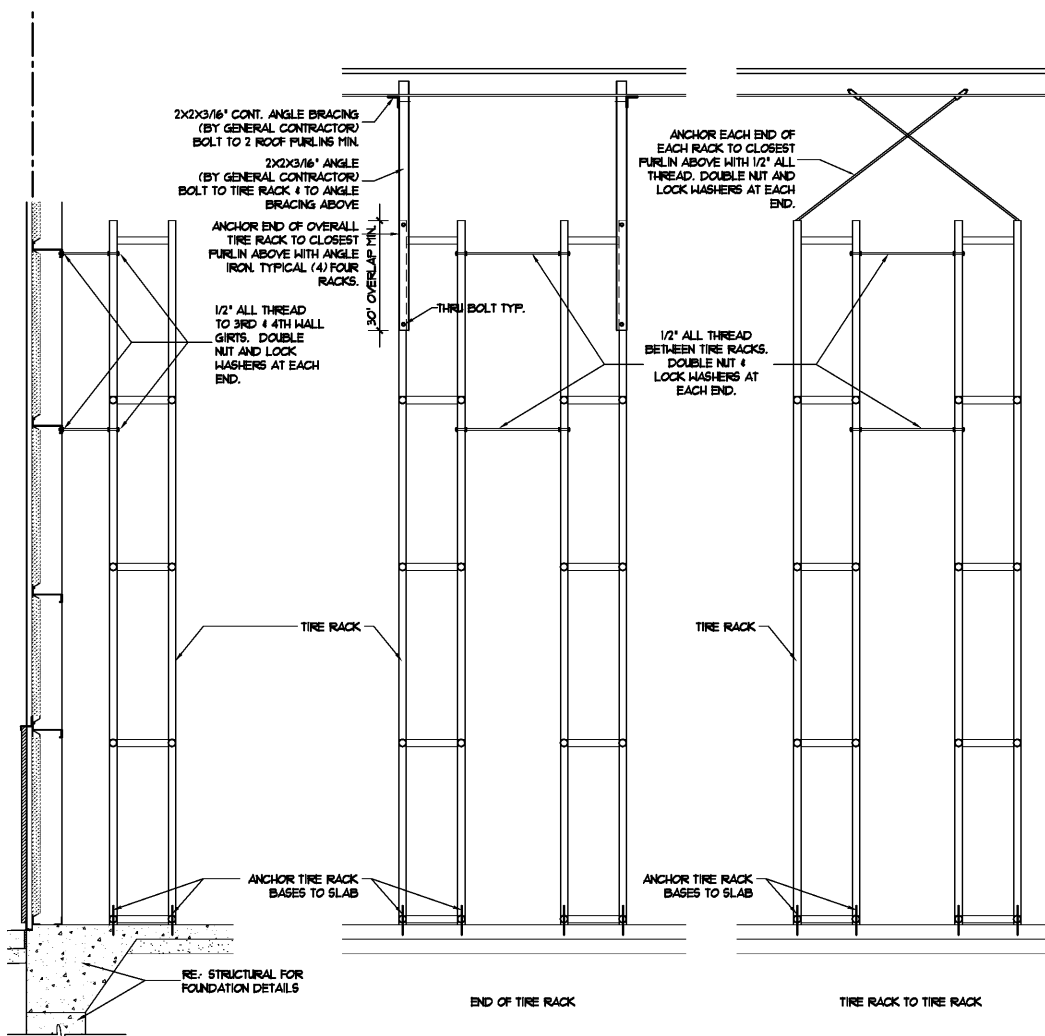 2X2X3/16" CONT. ANGLE BRACING
(BY GENERAL CONTRACTOR)
BOLT TO 2 ROOF PURLINS MIN.
2X2X3/16" ANGLE
(BY GENERAL CONTRACTOR)
BOLT TO TIRE RACK & TO ANGLE
BRACING ABOVE
ANCHOR END OF OVERALL
TIRE RACK TO CLOSEST
PURLIN ABOVE WITH ANGLE
IRON. TYPICAL (4) FOUR
RACKS.
30" OVERLAP MIN.
THRU BOLT TYP.
1/2" ALL THREAD
TO 3RD & 4TH WALL
GIRTS. DOUBLE
NUT AND LOCK
WASHERS AT EACH
END.
ANCHOR EACH END OF
EACH RACK TO CLOSEST
PURLIN ABOVE WITH 1/2" ALL
THREAD. DOUBLE NUT AND
LOCK WASHERS AT EACH
END.
1/2" ALL THREAD
BETWEEN TIRE RACKS.
DOUBLE NUT &
LOCK WASHERS AT
EACH END.
TIRE RACK
TIRE RACK
ANCHOR TIRE RACK
BASES TO SLAB
ANCHOR TIRE RACK
BASES TO SLAB
RE.: STRUCTURAL FOR
FOUNDATION DETAILS
END OF TIRE RACK
TIRE RACK TO TIRE RACK